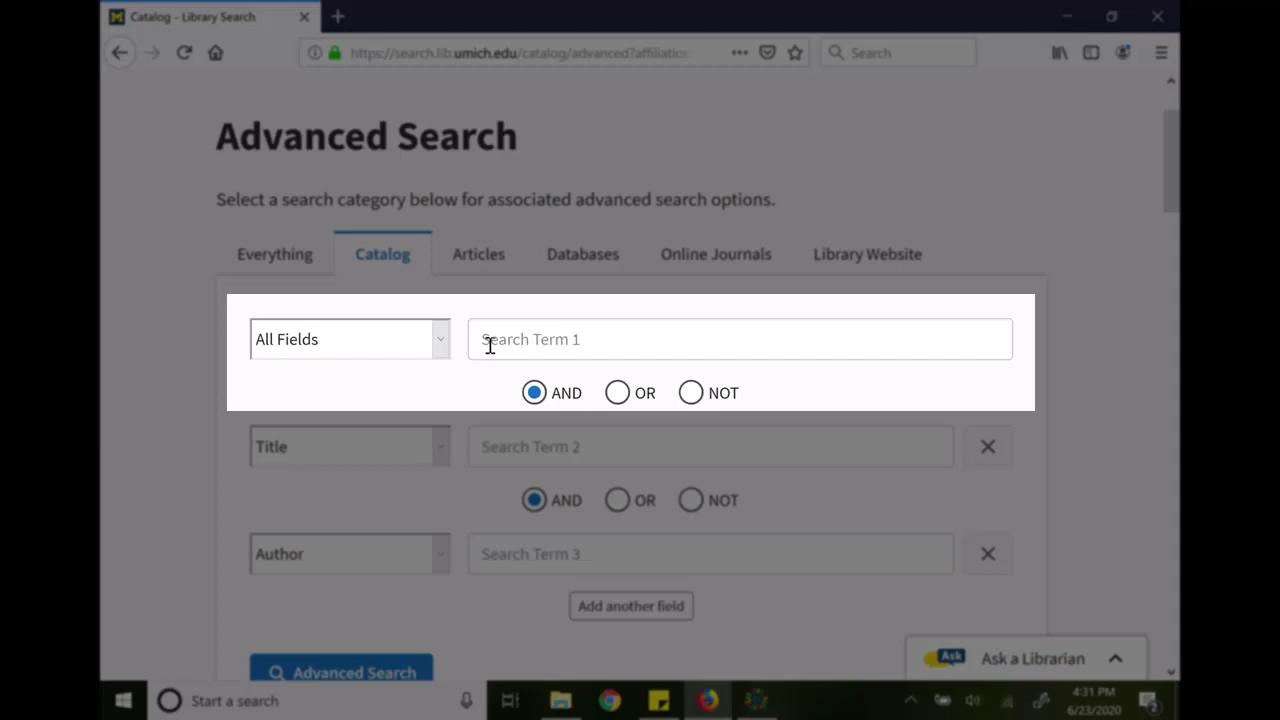 Catalog - Library Search
https://search.lib.umich.edu/catalog/advanced?affiliation
Search
Advanced Search
Select a search category below for associated advanced search options.
Everything Catalog Articles Databases Online Journals Library Website
All Fields Search Term 1
AND OR NOT
Title Search Term 2
AND OR NOT
Author Search Term 3
Add another field
Advanced Search
Ask Ask a Librarian
Start a search
4:31 PM
6/23/2020
2